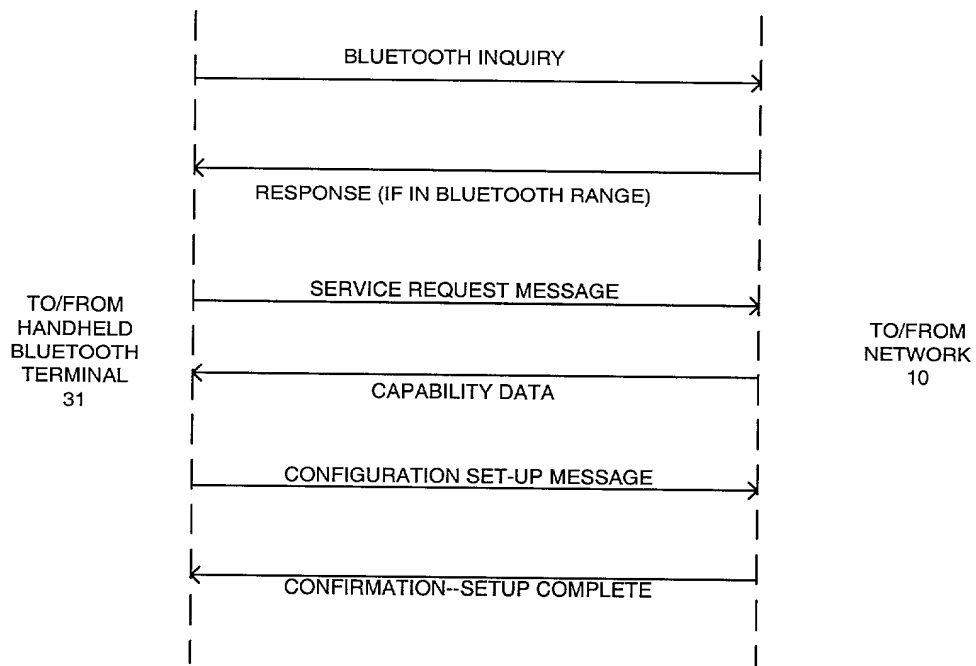 BLUETOOTH INQUIRY
RESPONSE (IF IN BLUETOOTH RANGE)
SERVICE REQUEST MESSAGE
TO/FROM
HANDHELD
BLUETOOTH
TERMINAL
31
TO/FROM
NETWORK
10
CAPABILITY DATA
CONFIGURATION SET-UP MESSAGE
CONFIRMATION--SETUP COMPLETE